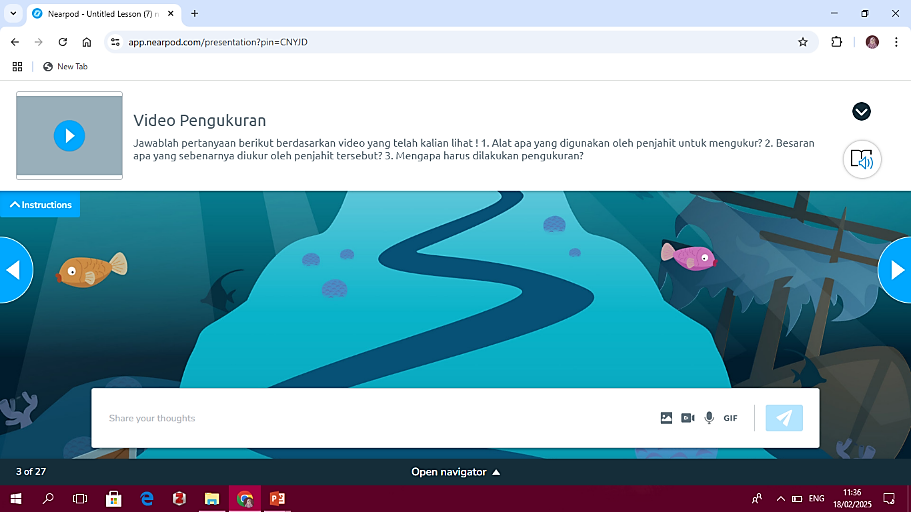 Nearpod - Untitled Lesson (7) n
app.nearpod.com/presentation?pin=CNYJD
New Tab
Video Pengukuran
Jawablah pertanyaan berikut berdasarkan video yang telah kalian lihat ! 1. Alat apa yang digunakan oleh penjahit untuk mengukur? 2. Besaran
apa yang sebenarnya diukur oleh penjahit tersebut? 3. Mengapa harus dilakukan pengukuran?
Instructions
Share your thoughts
GIF
3 of 27
Open navigator
ENG
11:36
18/02/2025